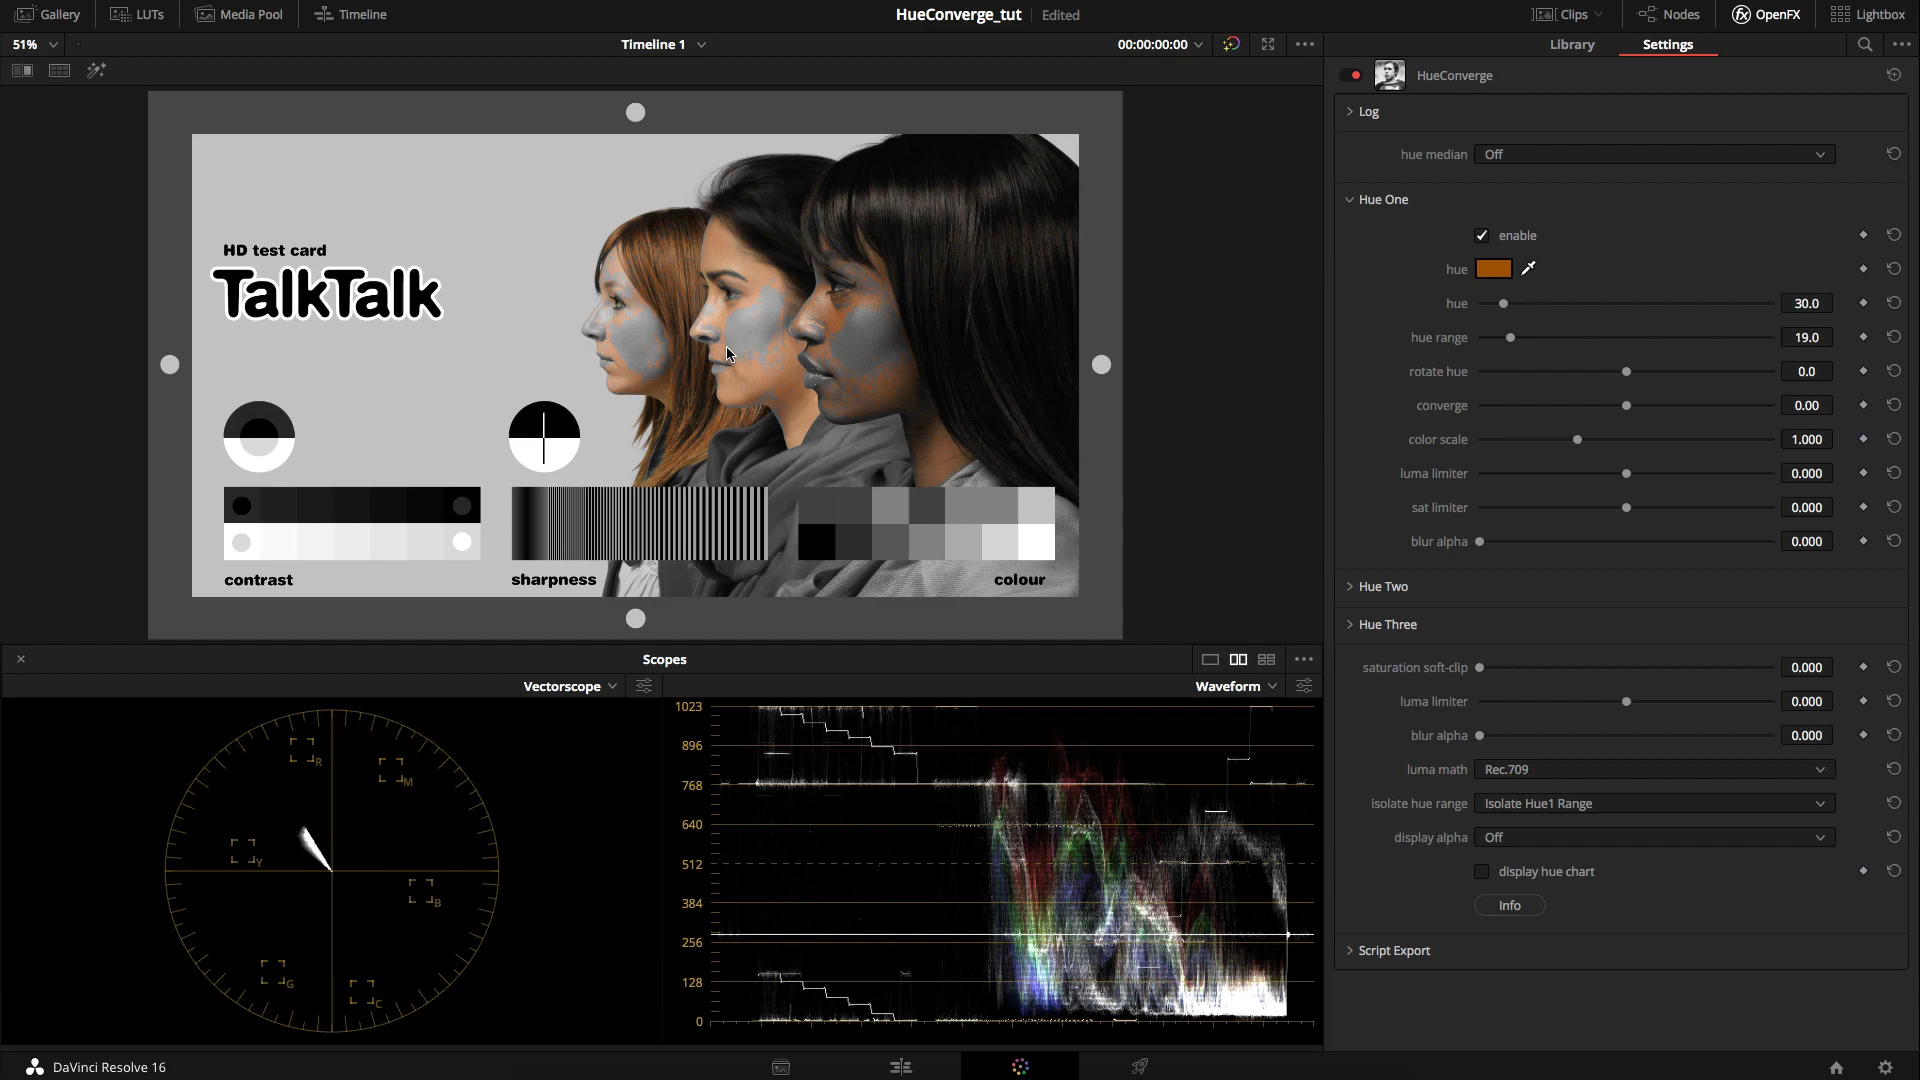 Gallery LUTs Media Pool Timeline HueConverge_tut Edited Clips Nodes fx OpenFX Lightbox
51% Timeline 1 00:00:00:00 Library Settings
HueConverge
Log
hue median Off
Hue One
enable
hue
hue 30.0
hue range 19.0
rotate hue 0.0
converge 0.00
color scale 1.000
luma limiter 0.000
sat limiter 0.000
blur alpha 0.000
Hue Two
Hue Three
saturation soft-clip 0.000
luma limiter 0.000
blur alpha 0.000
luma math Rec.709
isolate hue range Isolate Hue1 Range
display alpha Off
display hue chart
Info
Script Export
HD test card
TalkTalk
contrast sharpness colour
Scopes
Vectorscope Waveform
R
M
Y
B
G
C
1023
896
768
640
512
384
256
128
0
DaVinci Resolve 16